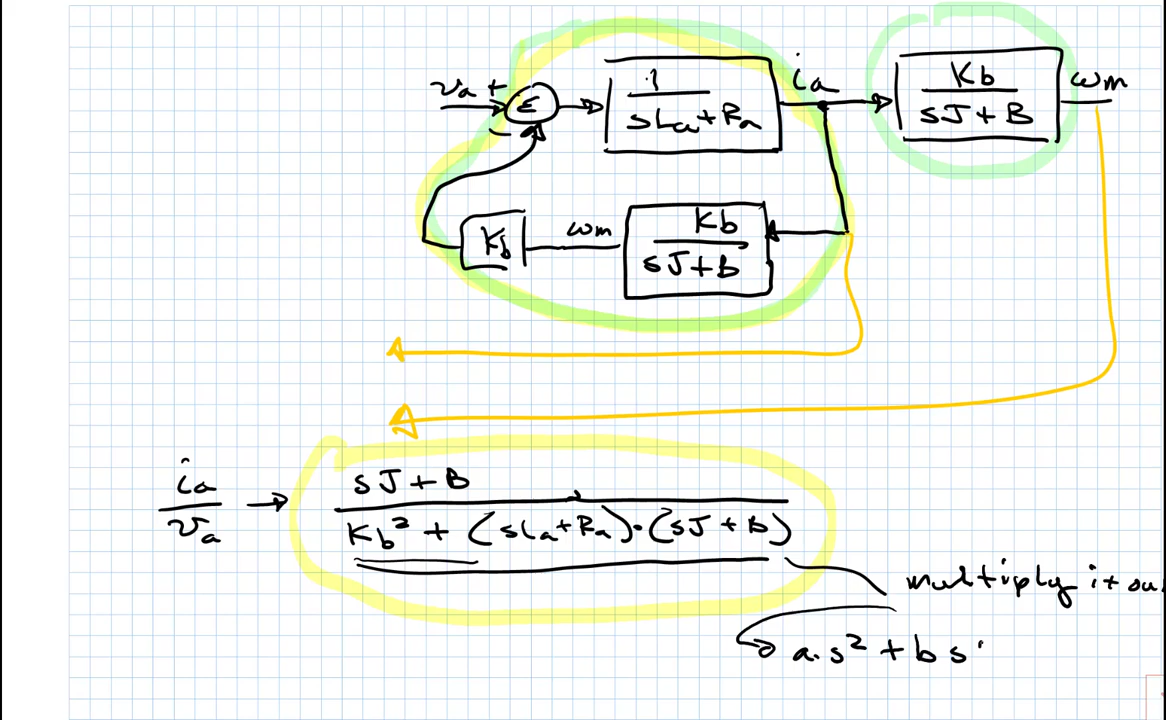 va + Σ −
1
sLa + Ra
ia
Kb
sJ + B
ωm
Kb
ωm
Kb
sJ + B
ia
va
→
sJ + B
Kb² + (sLa + Ra) · (sJ + B)
multiply it ou
a.s² + b s